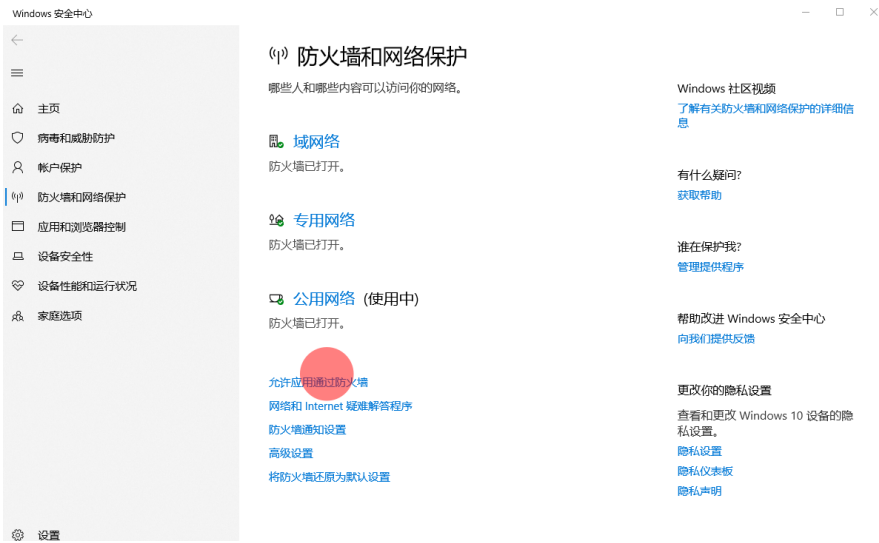 Windows 安全中心
主页
病毒和威胁防护
帐户保护
防火墙和网络保护
应用和浏览器控制
设备安全性
设备性能和运行状况
家庭选项
设置
防火墙和网络保护
哪些人和哪些内容可以访问你的网络。
域网络
防火墙已打开。
专用网络
防火墙已打开。
公用网络 (使用中)
防火墙已打开。
允许应用通过防火墙
网络和 Internet 疑难解答程序
防火墙通知设置
高级设置
将防火墙还原为默认设置
Windows 社区视频
了解有关防火墙和网络保护的详细信
息
有什么疑问?
获取帮助
谁在保护我?
管理提供程序
帮助改进 Windows 安全中心
向我们提供反馈
更改你的隐私设置
查看和更改 Windows 10 设备的隐
私设置。
隐私设置
隐私仪表板
隐私声明